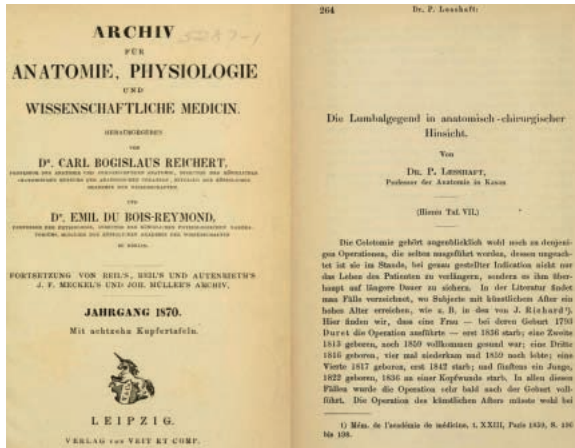 ARCHIV
FÜR
ANATOMIE, PHYSIOLOGIE
UND
WISSENSCHAFTLICHE MEDICIN.
HERAUSGEGEBEN
VON
Dr. CARL BOGISLAUS REICHERT,
UND
Dr. EMIL DU BOIS-REYMOND,
IN BERLIN.
FORTSETZUNG VON REIL'S, REIL'S UND AUTENRIETH'S
J. F. MECKEL'S UND JOH. MÜLLER'S ARCHIV.
JAHRGANG 1870.
Mit achtzehn Kupfertafeln.
LEIPZIG.
VERLAG VON VEIT ET COMP.
264 Dr. P. Lesshaft:
Die Lumbalgegend in anatomisch-chirurgischer
Hinsicht.
Von
Dr. P. Lesshaft,
Professor der Anatomie in Kasan
(Hierzu Taf. VII.)
Die Colotomie gehört augenblicklich wohl noch zu denjeni-
gen Operationen, die selten ausgeführt werden, dessen ungeach-
tet ist sie im Stande, bei genau gestellter Indication nicht nur
das Leben des Patienten zu verlängern, sondern es ihm über-
haupt auf längere Dauer zu sichern. In der Literatur findet
man Fälle verzeichnet, wo Subjecte mit künstlichem After ein
hohes Alter erreichten, wie z. B. in den von J. Richard¹).
Hier finden wir, dass eine Frau — bei deren Geburt 1793
Duret die Operation ausführte — erst 1836 starb; eine Zweite
1813 geboren, noch 1859 vollkommen gesund war; eine Dritte
1816 geboren, vier mal niederkam und 1859 noch lebte; eine
Vierte 1817 geboren, erst 1842 starb; und fünftens ein Junge,
1822 geboren, 1836 an einer Kopfwunde starb. In allen diesen
Fällen wurde die Operation sehr bald nach der Geburt voll-
führt. Die Operation des künstlichen Afters müsste wohl bei
1) Mém. de l'académie de médecine, t. XXIII, Paris 1859, S. 106
bis 108.